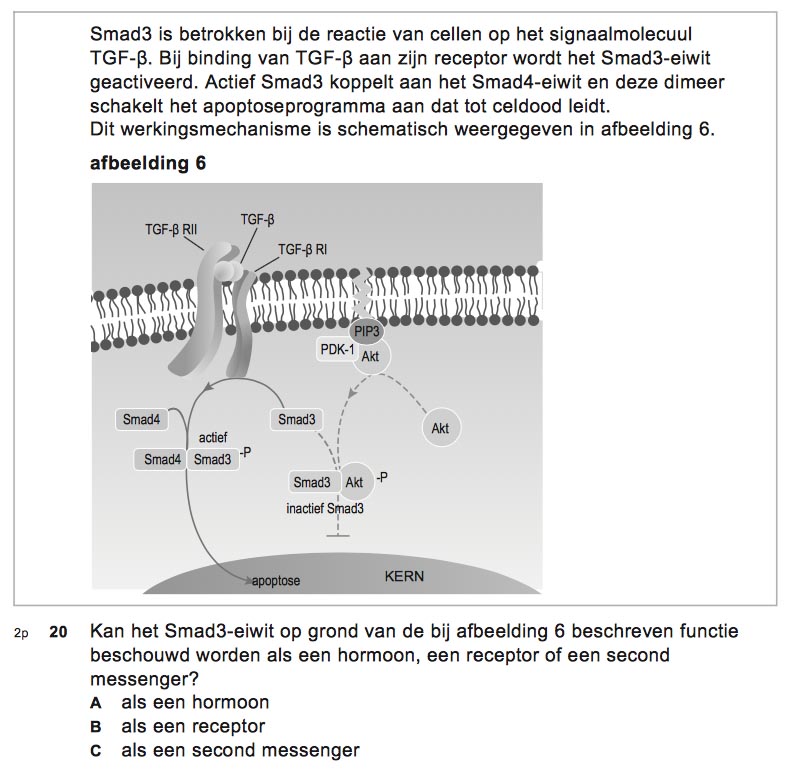 Smad3 is betrokken bij de reactie van cellen op het signaalmolecuul
TGF-β. Bij binding van TGF-β aan zijn receptor wordt het Smad3-eiwit
geactiveerd. Actief Smad3 koppelt aan het Smad4-eiwit en deze dimeer
schakelt het apoptoseprogramma aan dat tot celdood leidt.
Dit werkingsmechanisme is schematisch weergegeven in afbeelding 6.
afbeelding 6
TGF-β
TGF-β RII
TGF-β RI
PIP3
PDK-1
Akt
Smad4
Smad3
Akt
actief
Smad4 Smad3 -P
Smad3 Akt -P
inactief Smad3
apoptose
KERN
2p 20 Kan het Smad3-eiwit op grond van de bij afbeelding 6 beschreven functie
beschouwd worden als een hormoon, een receptor of een second
messenger?
A als een hormoon
B als een receptor
C als een second messenger